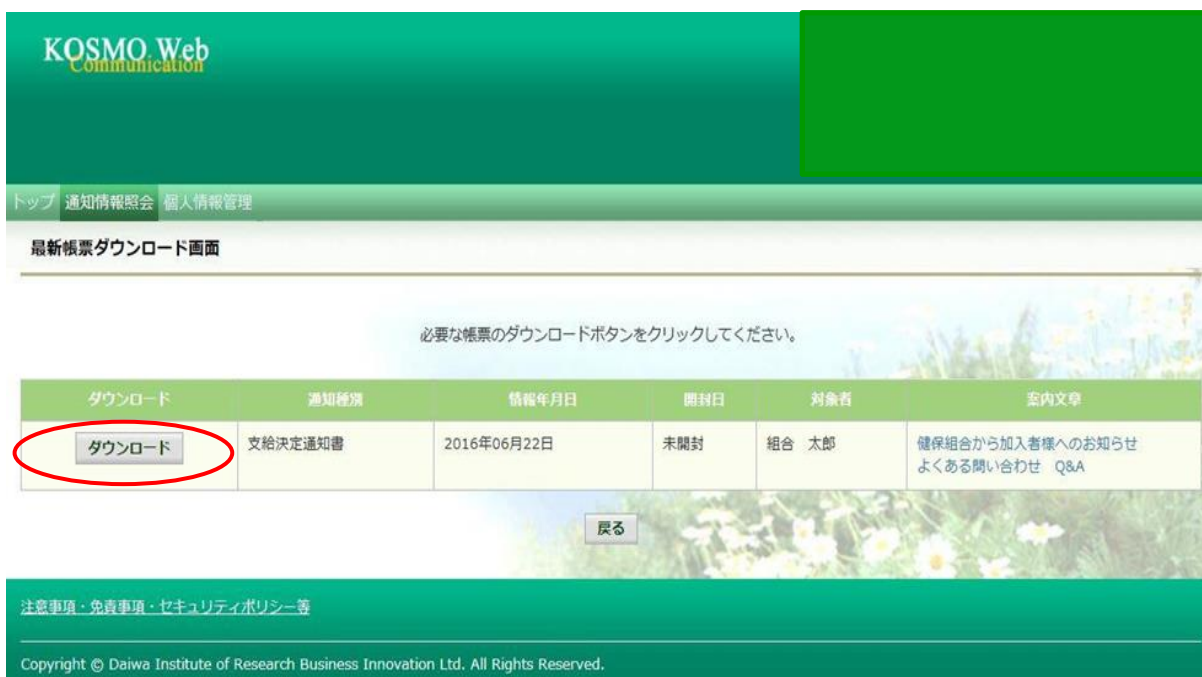 KOSMO Web
Communication
トップ 通知情報照会 個人情報管理
最新帳票ダウンロード画面
必要な帳票のダウンロードボタンをクリックしてください。
ダウンロード 通知種別 情報年月日 開封日 対象者 案内文章
ダウンロード 支給決定通知書 2016年06月22日 未開封 組合 太郎 健保組合から加入者様へのお知らせ
よくある問い合わせ Q&A
戻る
注意事項・免責事項・セキュリティポリシー等
Copyright © Daiwa Institute of Research Business Innovation Ltd. All Rights Reserved.